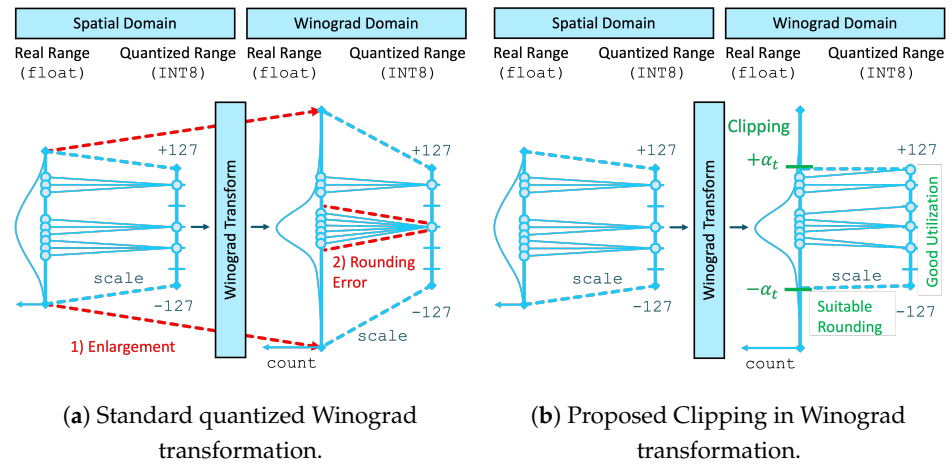 Spatial Domain
Winograd Domain
Real Range
(float)
Quantized Range
(INT8)
Real Range
(float)
Quantized Range
(INT8)
+127
Winograd Transform
+127
scale
-127
1) Enlargement
2) Rounding
Error
-127
scale
count
(a) Standard quantized Winograd
transformation.
Spatial Domain
Winograd Domain
Real Range
(float)
Quantized Range
(INT8)
Real Range
(float)
Quantized Range
(INT8)
Winograd Transform
Clipping
+127
+αt
Good Utilization
scale
−αt
-127
Suitable
Rounding
count
(b) Proposed Clipping in Winograd
transformation.